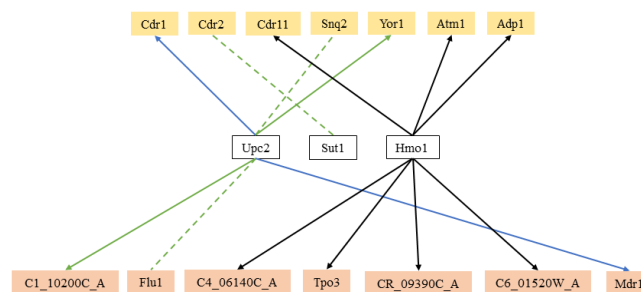 Cdr1 Cdr2 Cdr11 Snq2 Yor1 Atm1 Adp1
Upc2 Sut1 Hmo1
C1_10200C_A Flu1 C4_06140C_A Tpo3 CR_09390C_A C6_01520W_A Mdr1